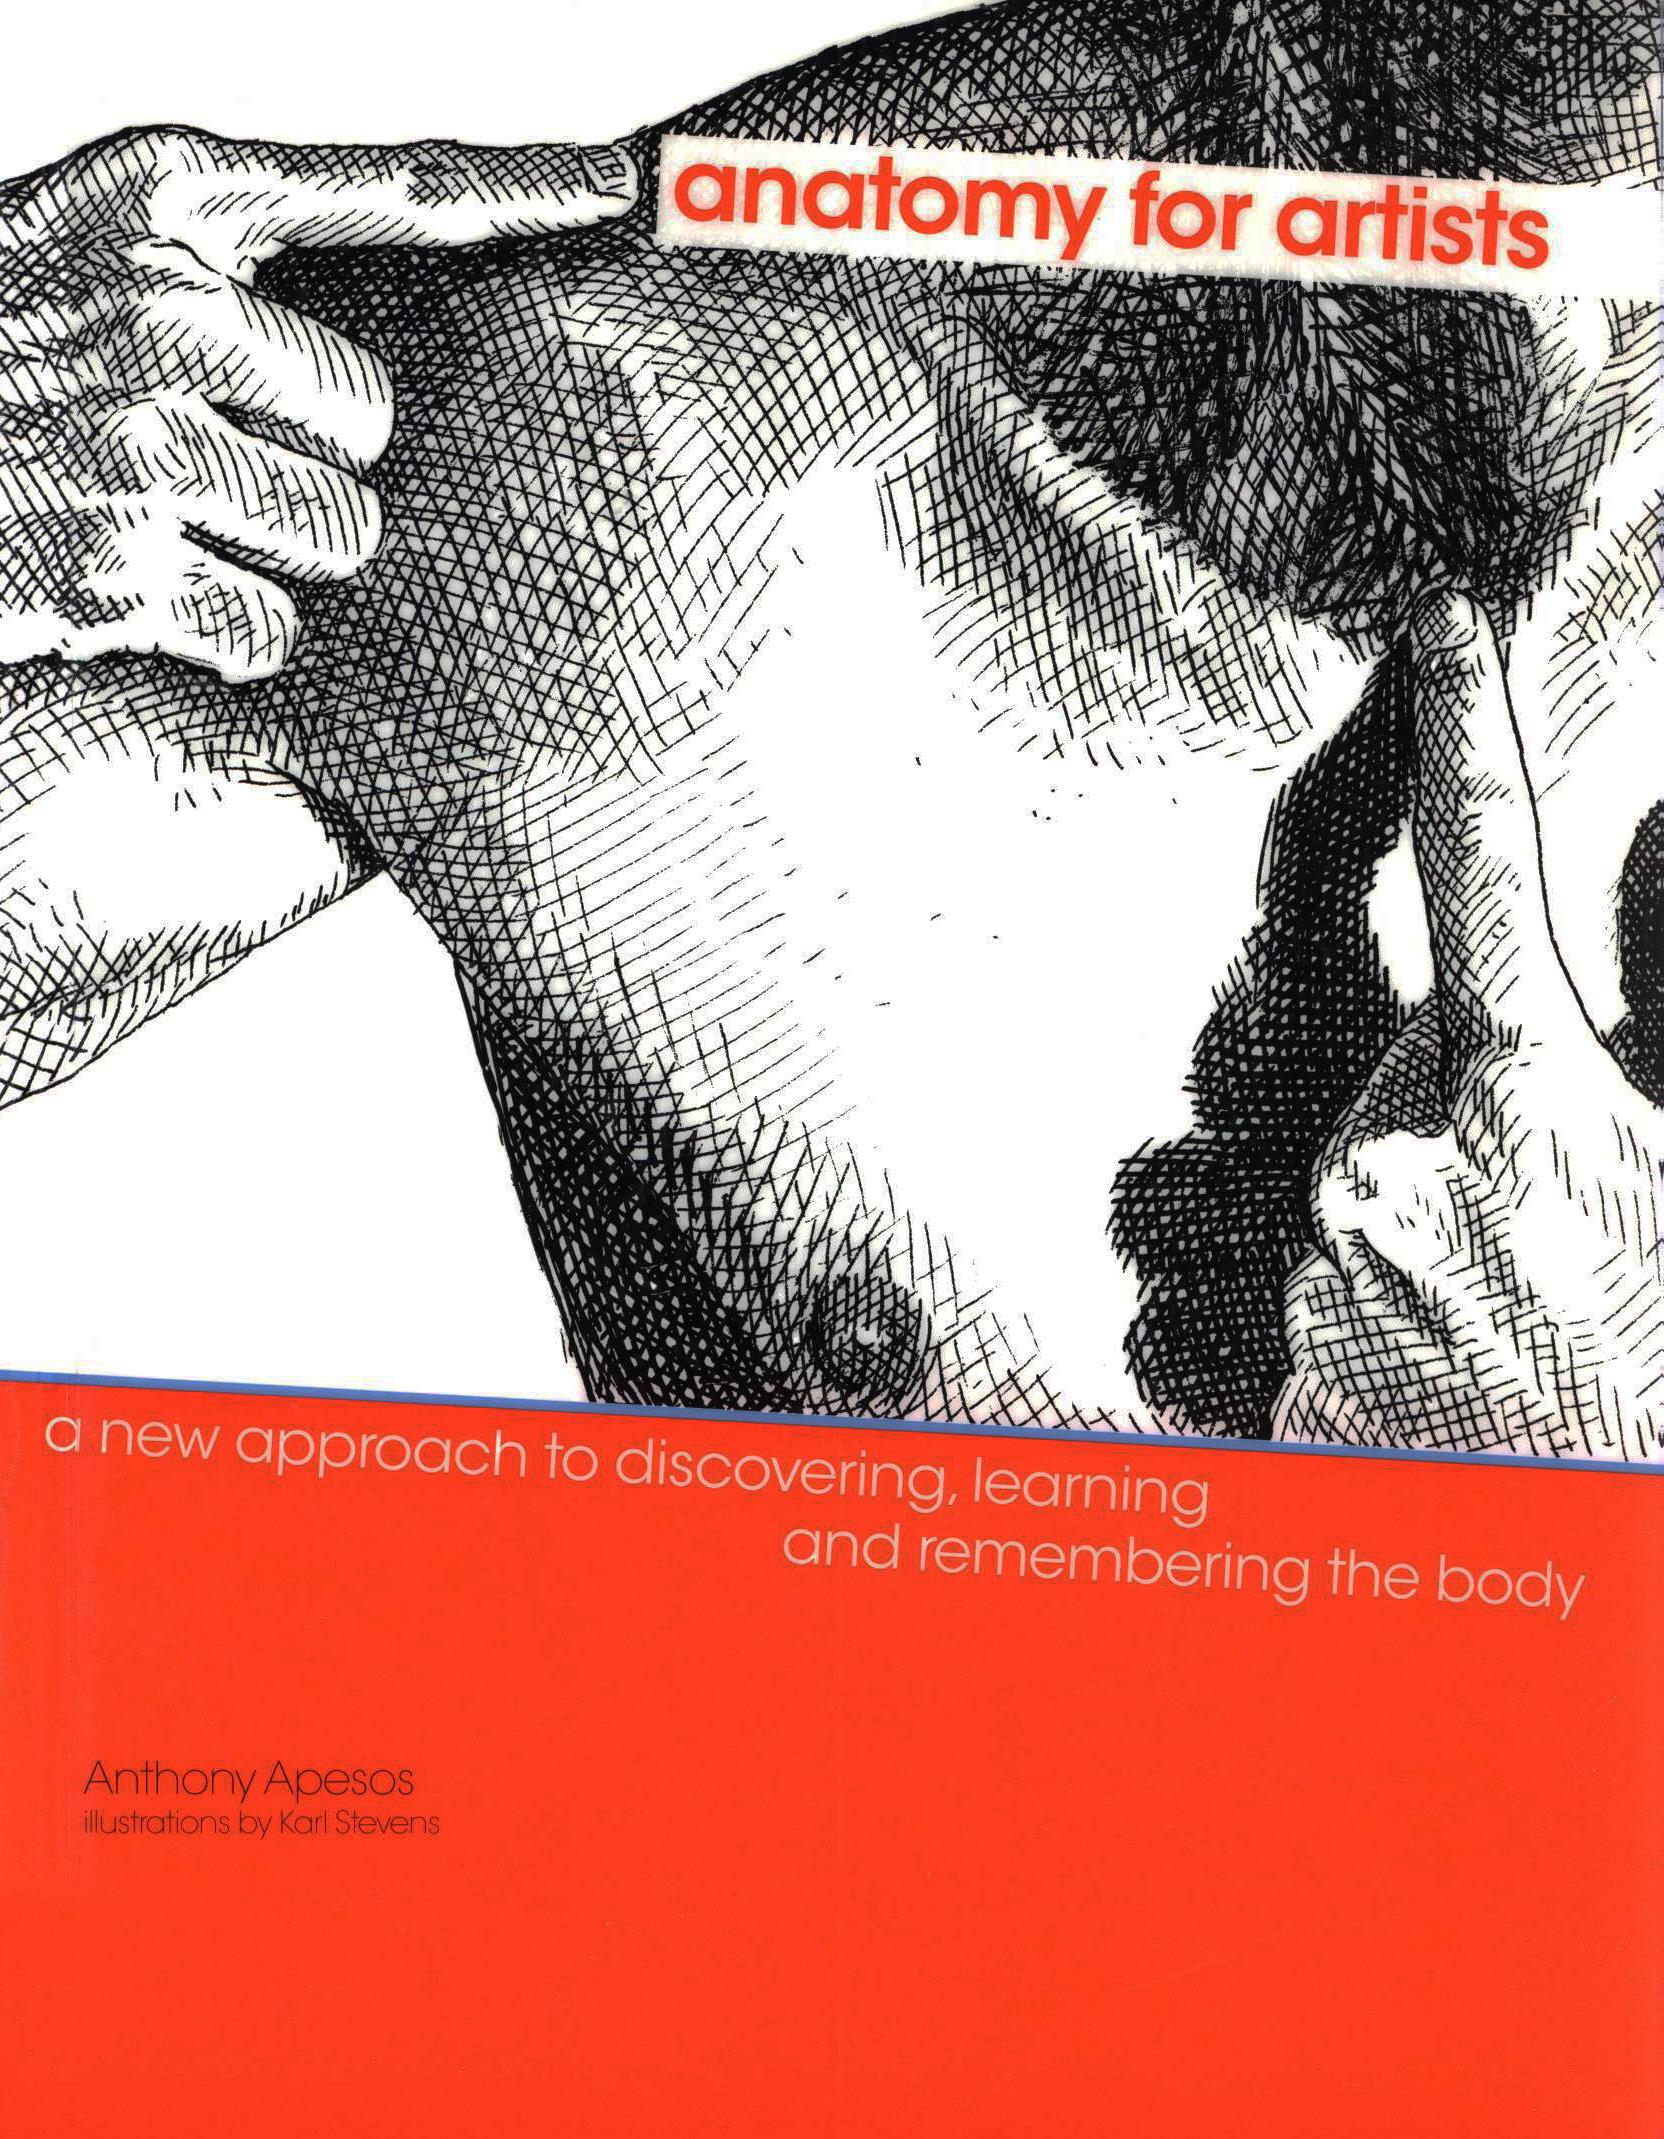 anatomy for artists
a new approach to discovering, learning
and remembering the body
Anthony Apesos
illustrations by Karl Stevens